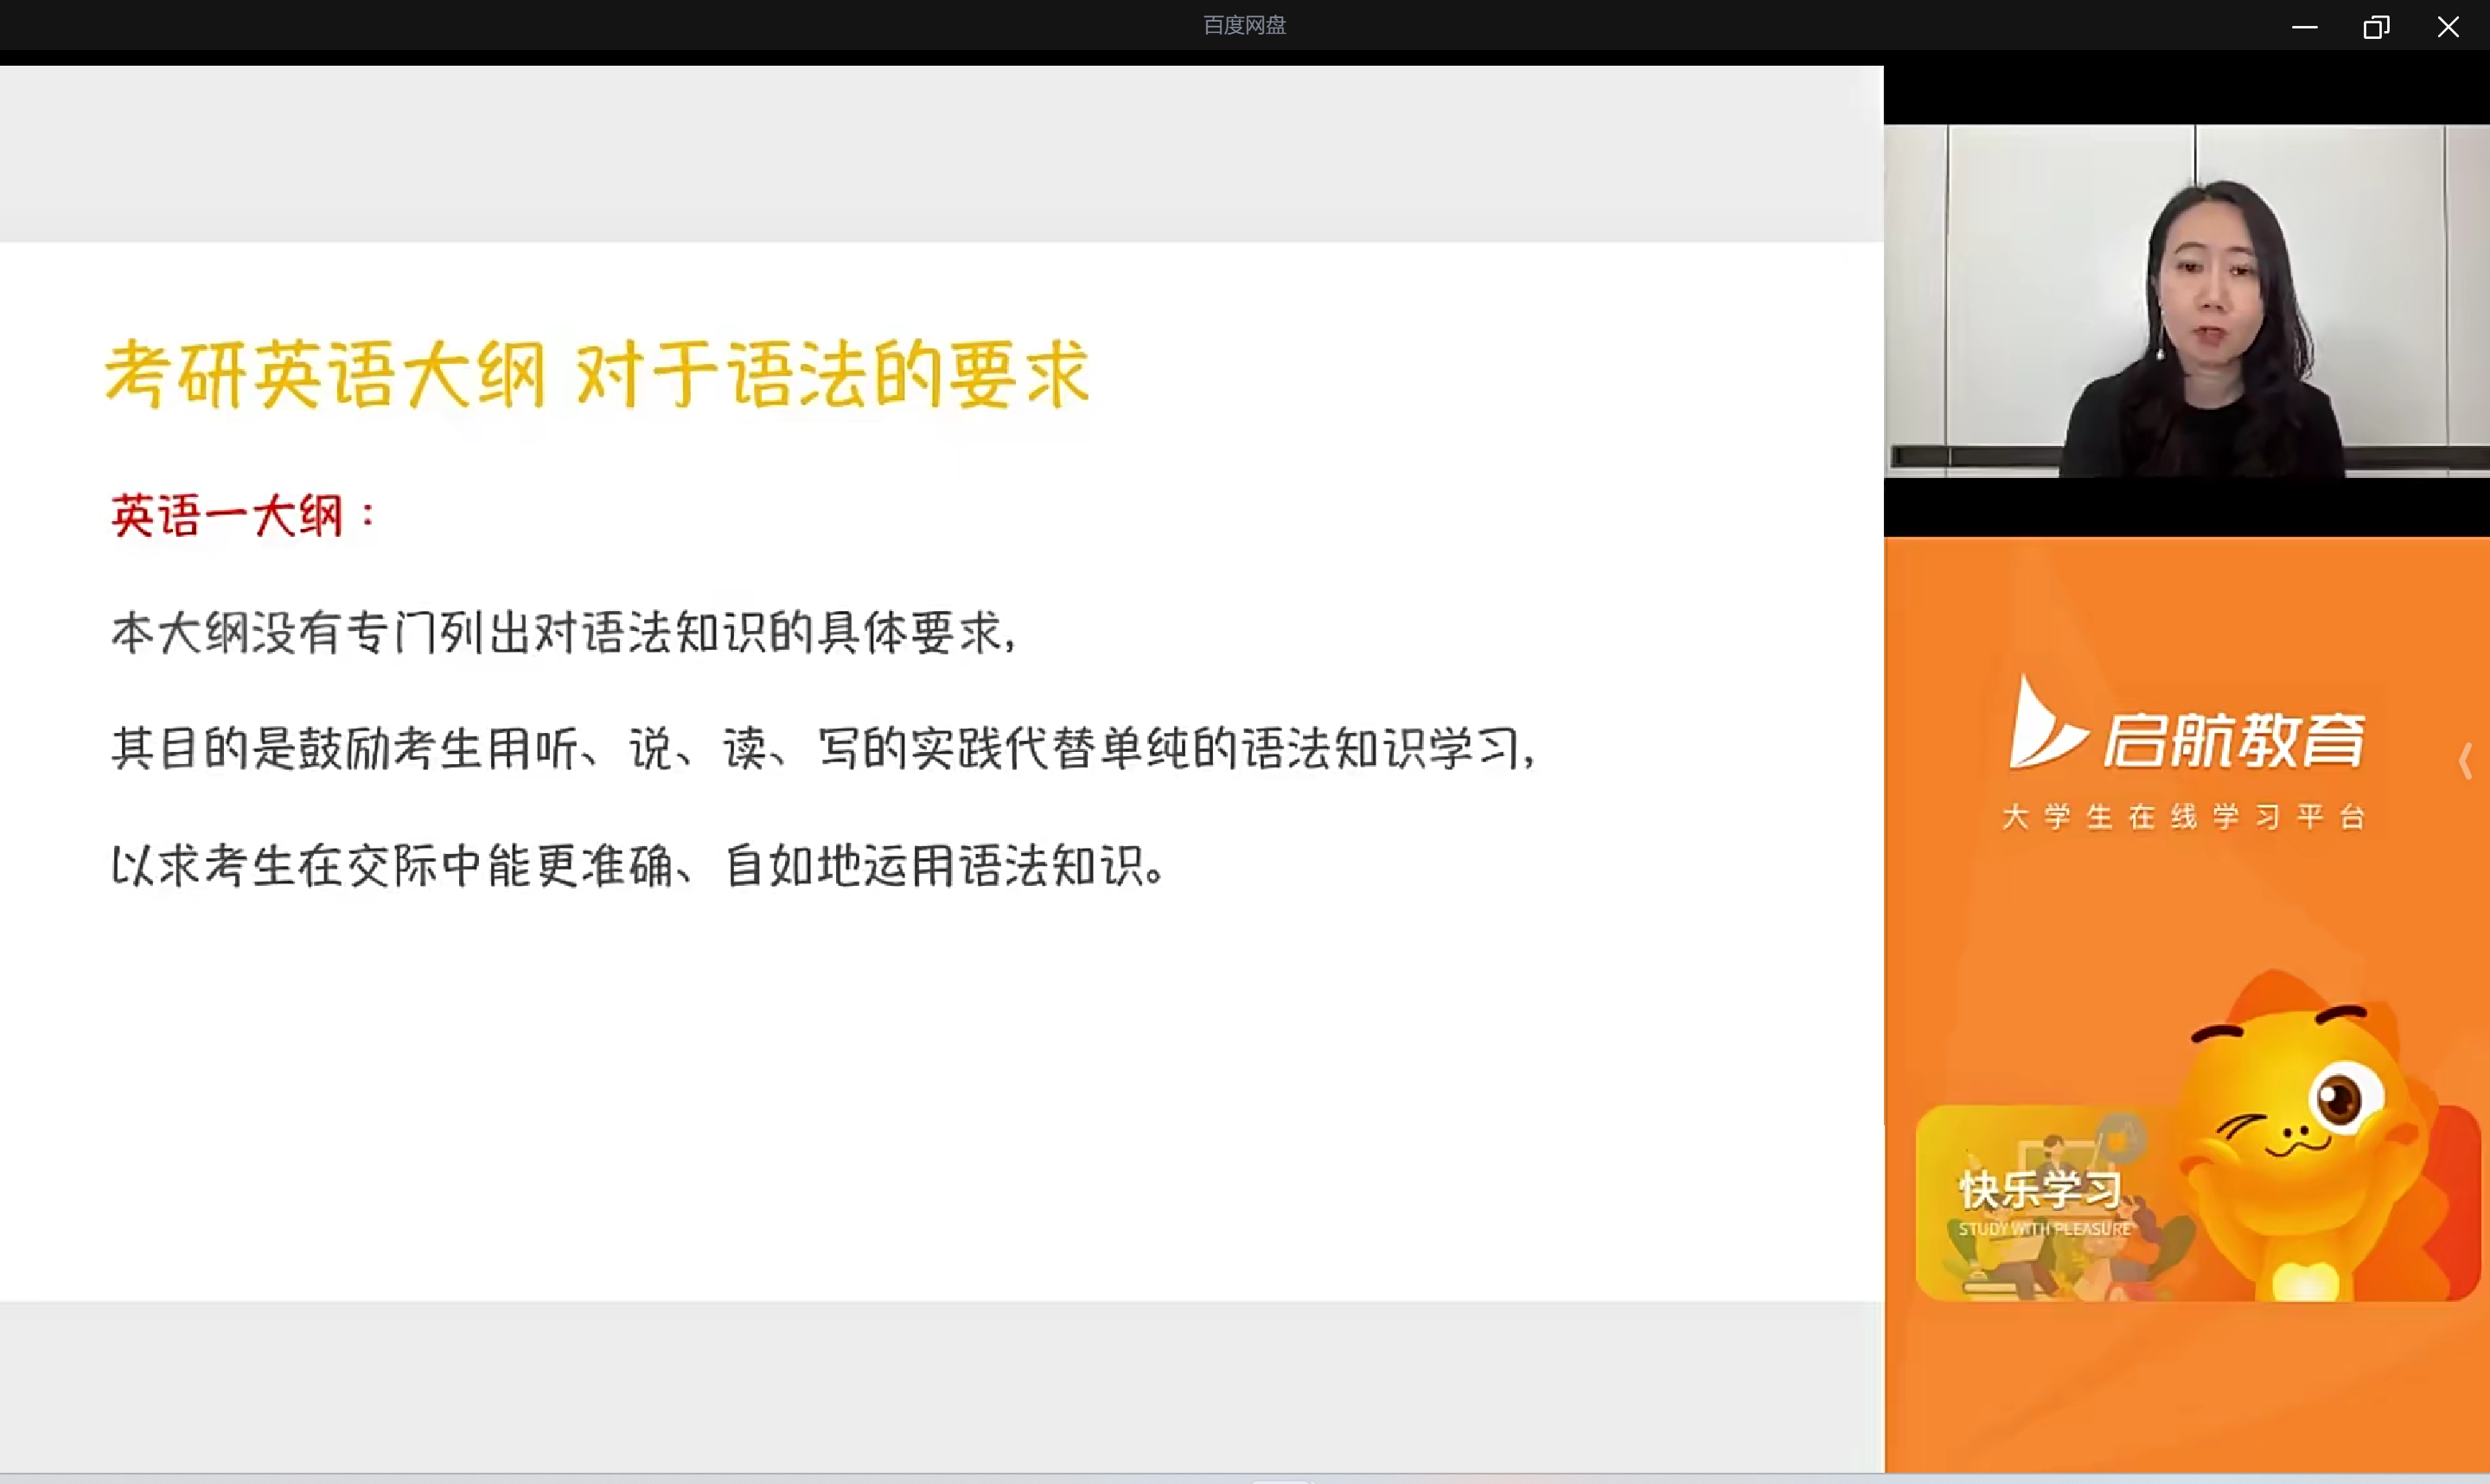 百度网盘
考研英语大纲 对于语法的要求
英语一大纲：
本大纲没有专门列出对语法知识的具体要求,
其目的是鼓励考生用听、说、读、写的实践代替单纯的语法知识学习,
以求考生在交际中能更准确、自如地运用语法知识。
启航教育
大学生在线学习平台
快乐学习
STUDY WITH PLEASURE